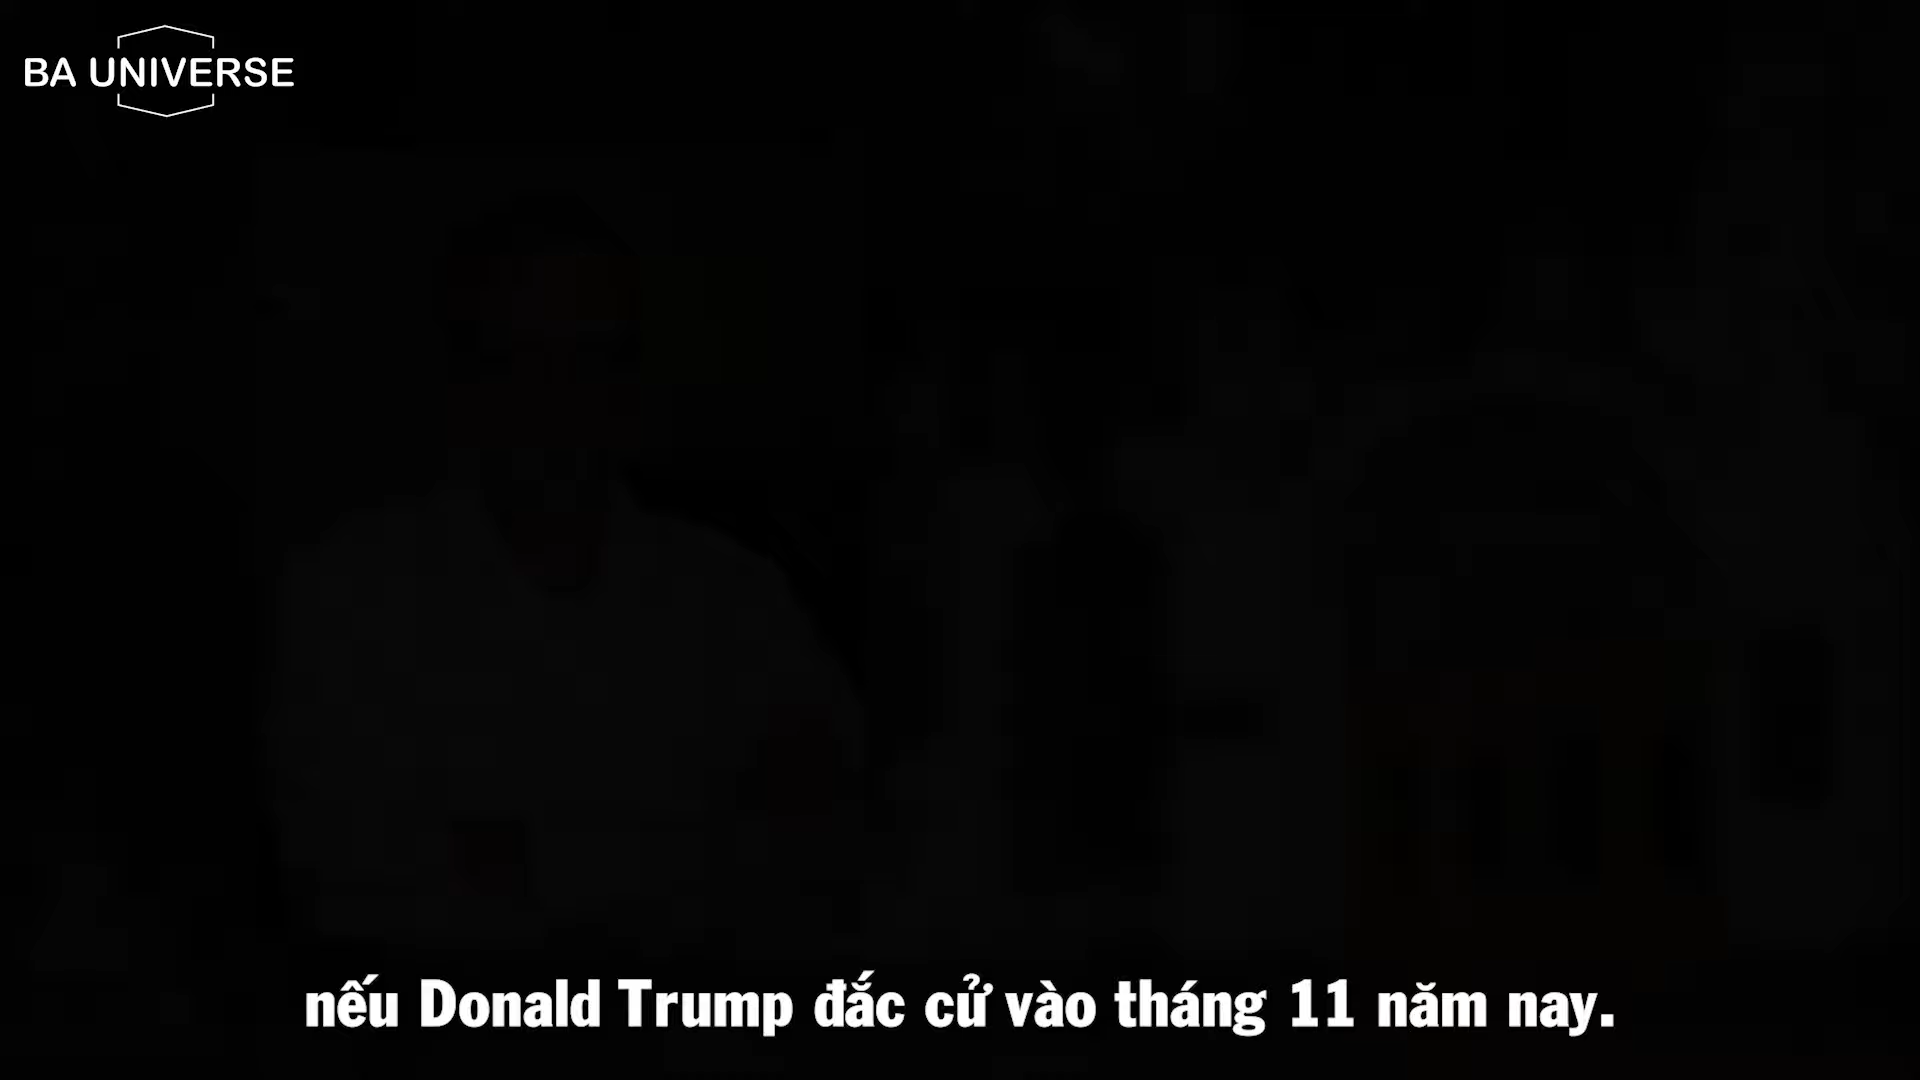 BA UNIVERSE
nếu Donald Trump đắc cử vào tháng 11 năm nay.